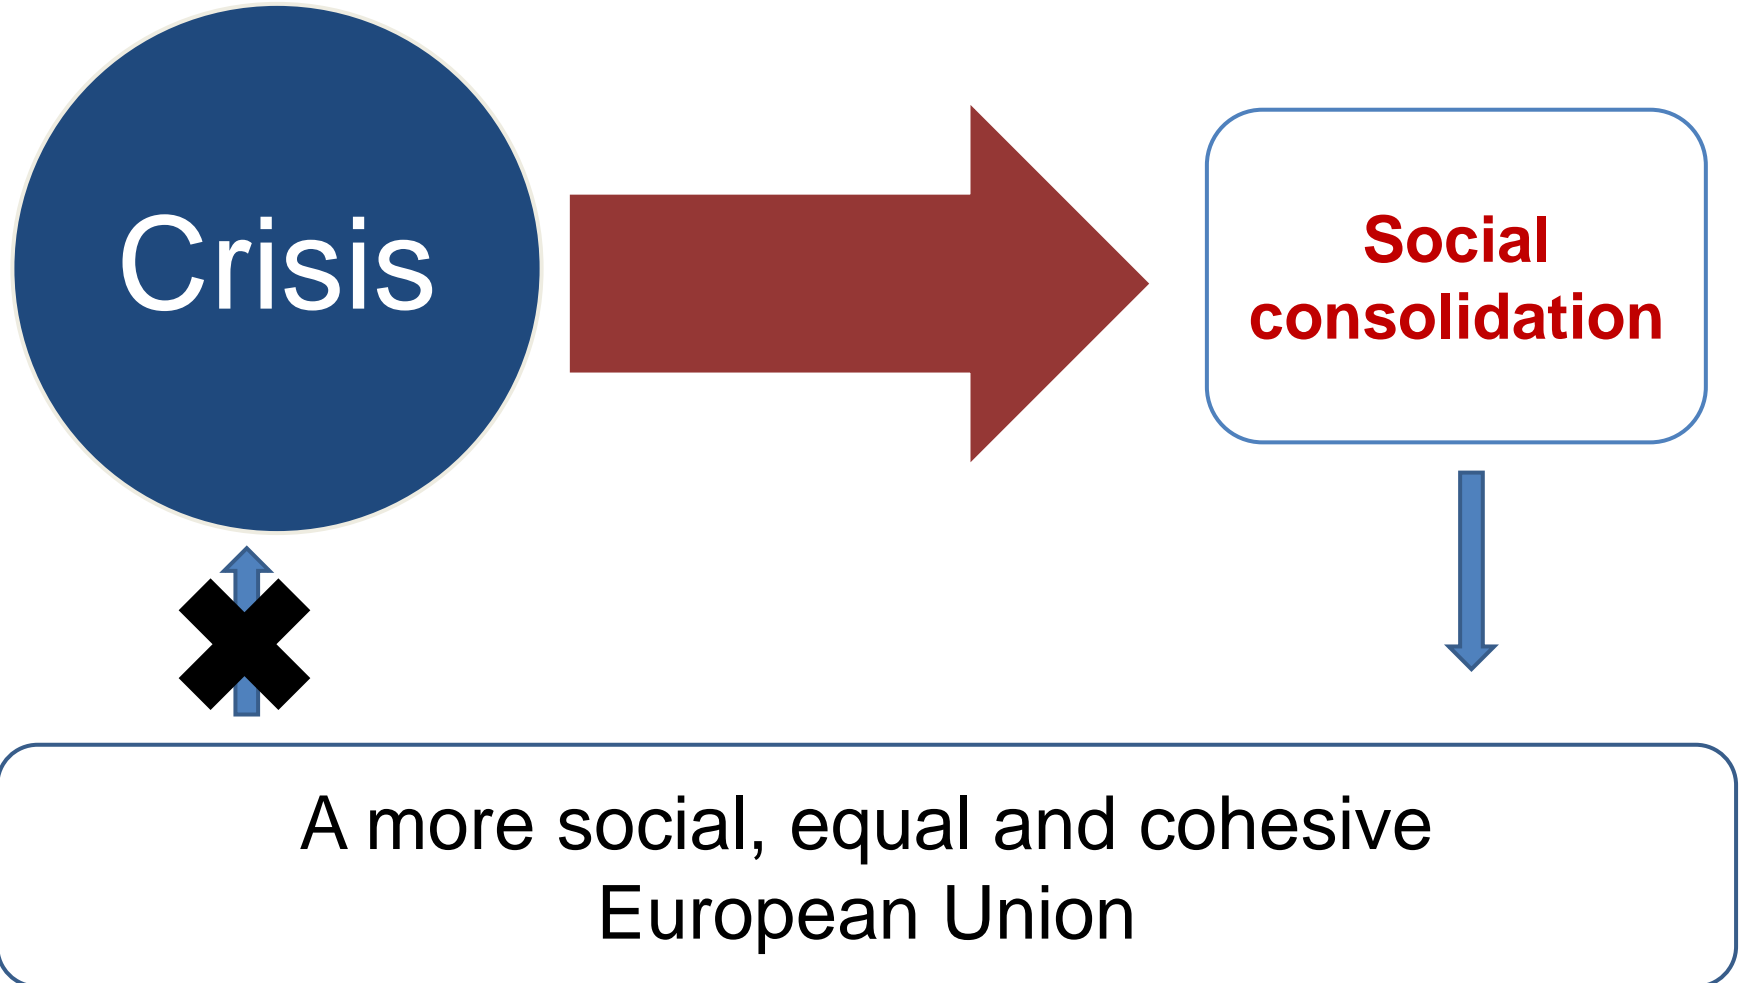 Crisis
Social
consolidation
A more social, equal and cohesive
European Union